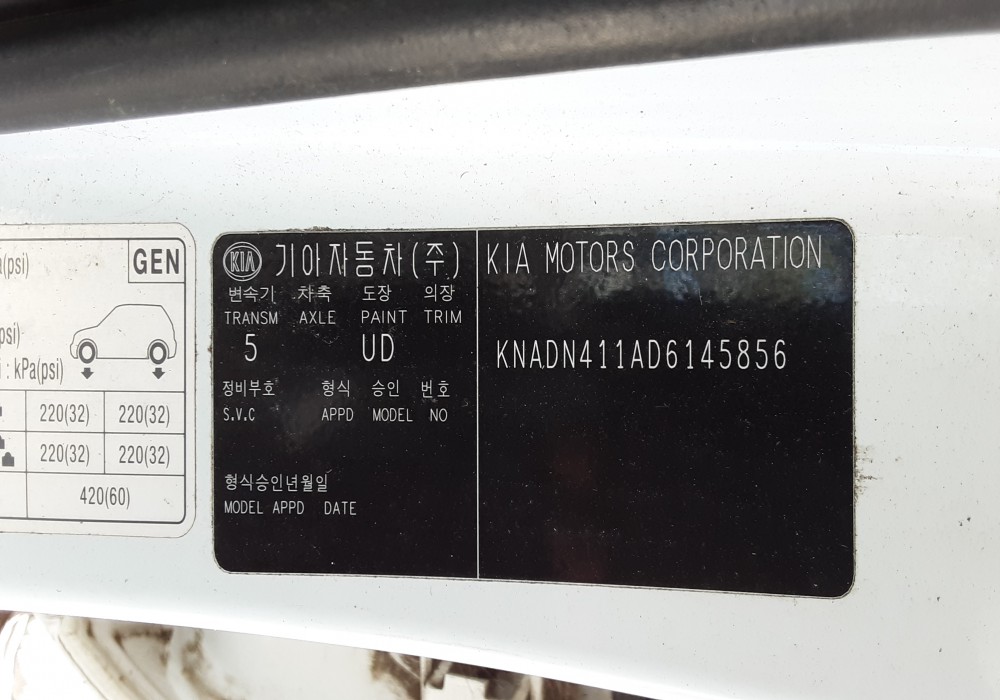 a(psi)
GEN
psi)
i : kPa(psi)
220(32) 220(32)
220(32) 220(32)
420(60)
KIA 기아자동차(주)
변속기 차축 도장 의장
TRANSM AXLE PAINT TRIM
5 UD
정비부호 형식 승인 번호
S.V.C APPD MODEL NO
형식승인년월일
MODEL APPD DATE
KIA MOTORS CORPORATION
KNADN411AD6145856